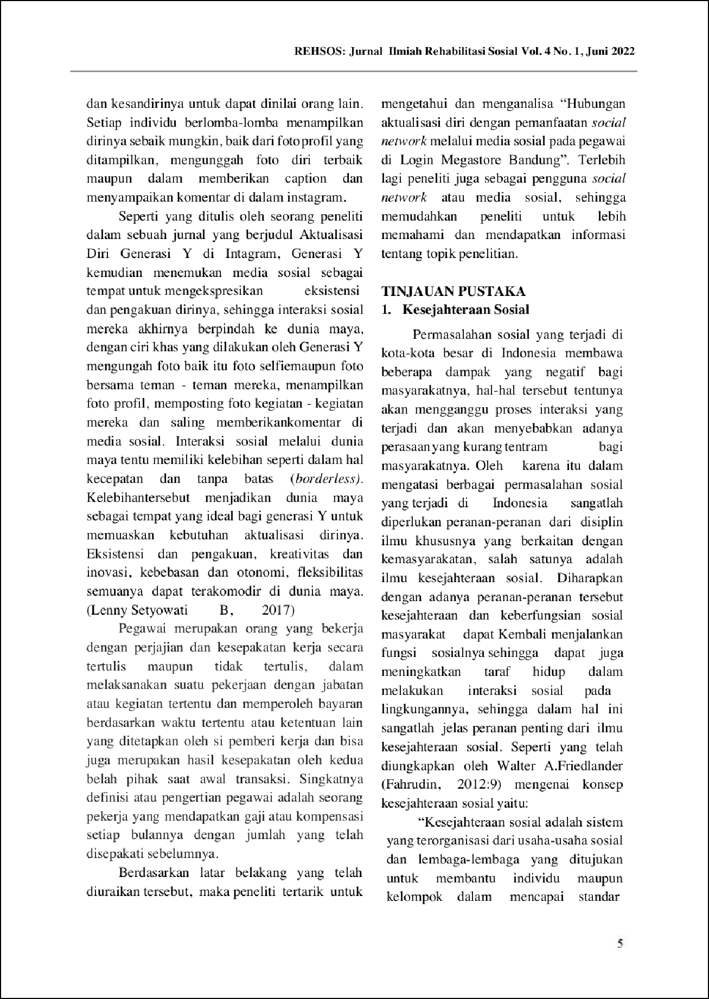 REHSOS: Jurnal Ilmiah Rehabilitasi Sosial Vol. 4 No. 1, Juni 2022
dan kesandirinya untuk dapat dinilai orang lain.
Setiap individu berlomba-lomba menampilkan
dirinya sebaik mungkin, baik dari foto profil yang
ditampilkan, mengunggah foto diri terbaik
maupun dalam memberikan caption dan
menyampaikan komentar di dalam instagram.
Seperti yang ditulis oleh seorang peneliti
dalam sebuah jurnal yang berjudul Aktualisasi
Diri Generasi Y di Intagram, Generasi Y
kemudian menemukan media sosial sebagai
tempat untuk mengekspresikan eksistensi
dan pengakuan dirinya, sehingga interaksi sosial
mereka akhirnya berpindah ke dunia maya,
dengan ciri khas yang dilakukan oleh Generasi Y
mengungah foto baik itu foto selfiemaupun foto
bersama teman - teman mereka, menampilkan
foto profil, memposting foto kegiatan - kegiatan
mereka dan saling memberikankomentar di
media sosial. Interaksi sosial melalui dunia
maya tentu memiliki kelebihan seperti dalam hal
kecepatan dan tanpa batas (borderless).
Kelebihantersebut menjadikan dunia maya
sebagai tempat yang ideal bagi generasi Y untuk
memuaskan kebutuhan aktualisasi dirinya.
Eksistensi dan pengakuan, kreativitas dan
inovasi, kebebasan dan otonomi, fleksibilitas
semuanya dapat terakomodir di dunia maya.
(Lenny Setyowati B, 2017)
Pegawai merupakan orang yang bekerja
dengan perjajian dan kesepakatan kerja secara
tertulis maupun tidak tertulis, dalam
melaksanakan suatu pekerjaan dengan jabatan
atau kegiatan tertentu dan memperoleh bayaran
berdasarkan waktu tertentu atau ketentuan lain
yang ditetapkan oleh si pemberi kerja dan bisa
juga merupakan hasil kesepakatan oleh kedua
belah pihak saat awal transaksi. Singkatnya
definisi atau pengertian pegawai adalah seorang
pekerja yang mendapatkan gaji atau kompensasi
setiap bulannya dengan jumlah yang telah
disepakati sebelumnya.
Berdasarkan latar belakang yang telah
diuraikan tersebut, maka peneliti tertarik untuk
mengetahui dan menganalisa “Hubungan
aktualisasi diri dengan pemanfaatan social
network melalui media sosial pada pegawai
di Login Megastore Bandung”. Terlebih
lagi peneliti juga sebagai pengguna social
network atau media sosial, sehingga
memudahkan peneliti untuk lebih
memahami dan mendapatkan informasi
tentang topik penelitian.
TINJAUAN PUSTAKA
1. Kesejahteraan Sosial
Permasalahan sosial yang terjadi di
kota-kota besar di Indonesia membawa
beberapa dampak yang negatif bagi
masyarakatnya, hal-hal tersebut tentunya
akan mengganggu proses interaksi yang
terjadi dan akan menyebabkan adanya
perasaan yang kurang tentram bagi
masyarakatnya. Oleh karena itu dalam
mengatasi berbagai permasalahan sosial
yang terjadi di Indonesia sangatlah
diperlukan peranan-peranan dari disiplin
ilmu khususnya yang berkaitan dengan
kemasyarakatan, salah satunya adalah
ilmu kesejahteraan sosial. Diharapkan
dengan adanya peranan-peranan tersebut
kesejahteraan dan keberfungsian sosial
masyarakat dapat Kembali menjalankan
fungsi sosialnya sehingga dapat juga
meningkatkan taraf hidup dalam
melakukan interaksi sosial pada
lingkungannya, sehingga dalam hal ini
sangatlah jelas peranan penting dari ilmu
kesejahteraan sosial. Seperti yang telah
diungkapkan oleh Walter A.Friedlander
(Fahrudin, 2012:9) mengenai konsep
kesejahteraan sosial yaitu:
“Kesejahteraan sosial adalah sistem
yang terorganisasi dari usaha-usaha sosial
dan lembaga-lembaga yang ditujukan
untuk membantu individu maupun
kelompok dalam mencapai standar
5